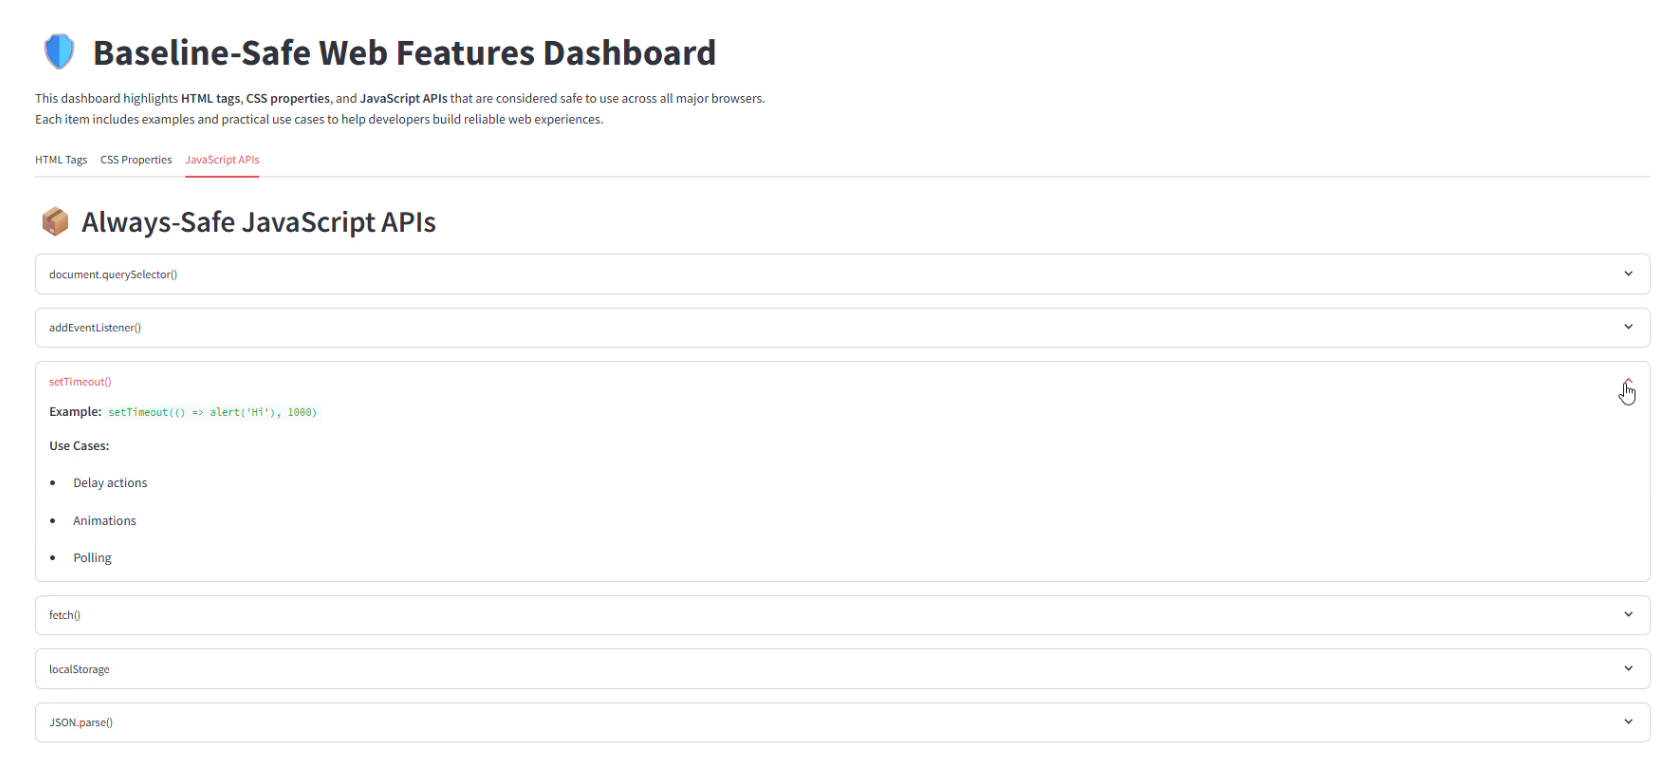 Baseline-Safe Web Features Dashboard
This dashboard highlights HTML tags, CSS properties, and JavaScript APIs that are considered safe to use across all major browsers.
Each item includes examples and practical use cases to help developers build reliable web experiences.
HTML Tags CSS Properties JavaScript APIs
Always-Safe JavaScript APIs
document.querySelector()
addEventListener()
setTimeout()
Example: setTimeout(() => alert('Hi'), 1000)
Use Cases:
• Delay actions
• Animations
• Polling
fetch()
localStorage
JSON.parse()